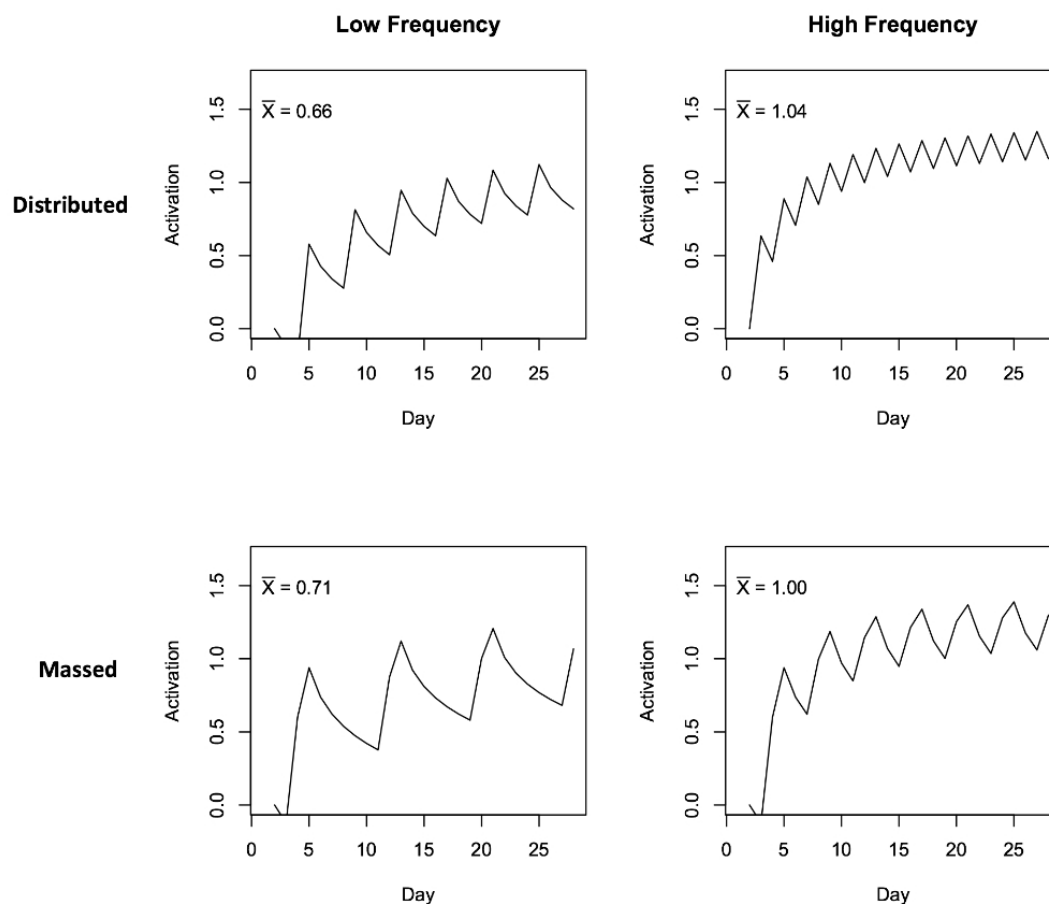 Low Frequency
High Frequency
Distributed
Activation
0.0
0.5
1.0
1.5
X̅ = 0.66
0 5 10 15 20 25
Day
Activation
0.0
0.5
1.0
1.5
X̅ = 1.04
0 5 10 15 20 25
Day
Massed
Activation
0.0
0.5
1.0
1.5
X̅ = 0.71
0 5 10 15 20 25
Day
Activation
0.0
0.5
1.0
1.5
X̅ = 1.00
0 5 10 15 20 25
Day